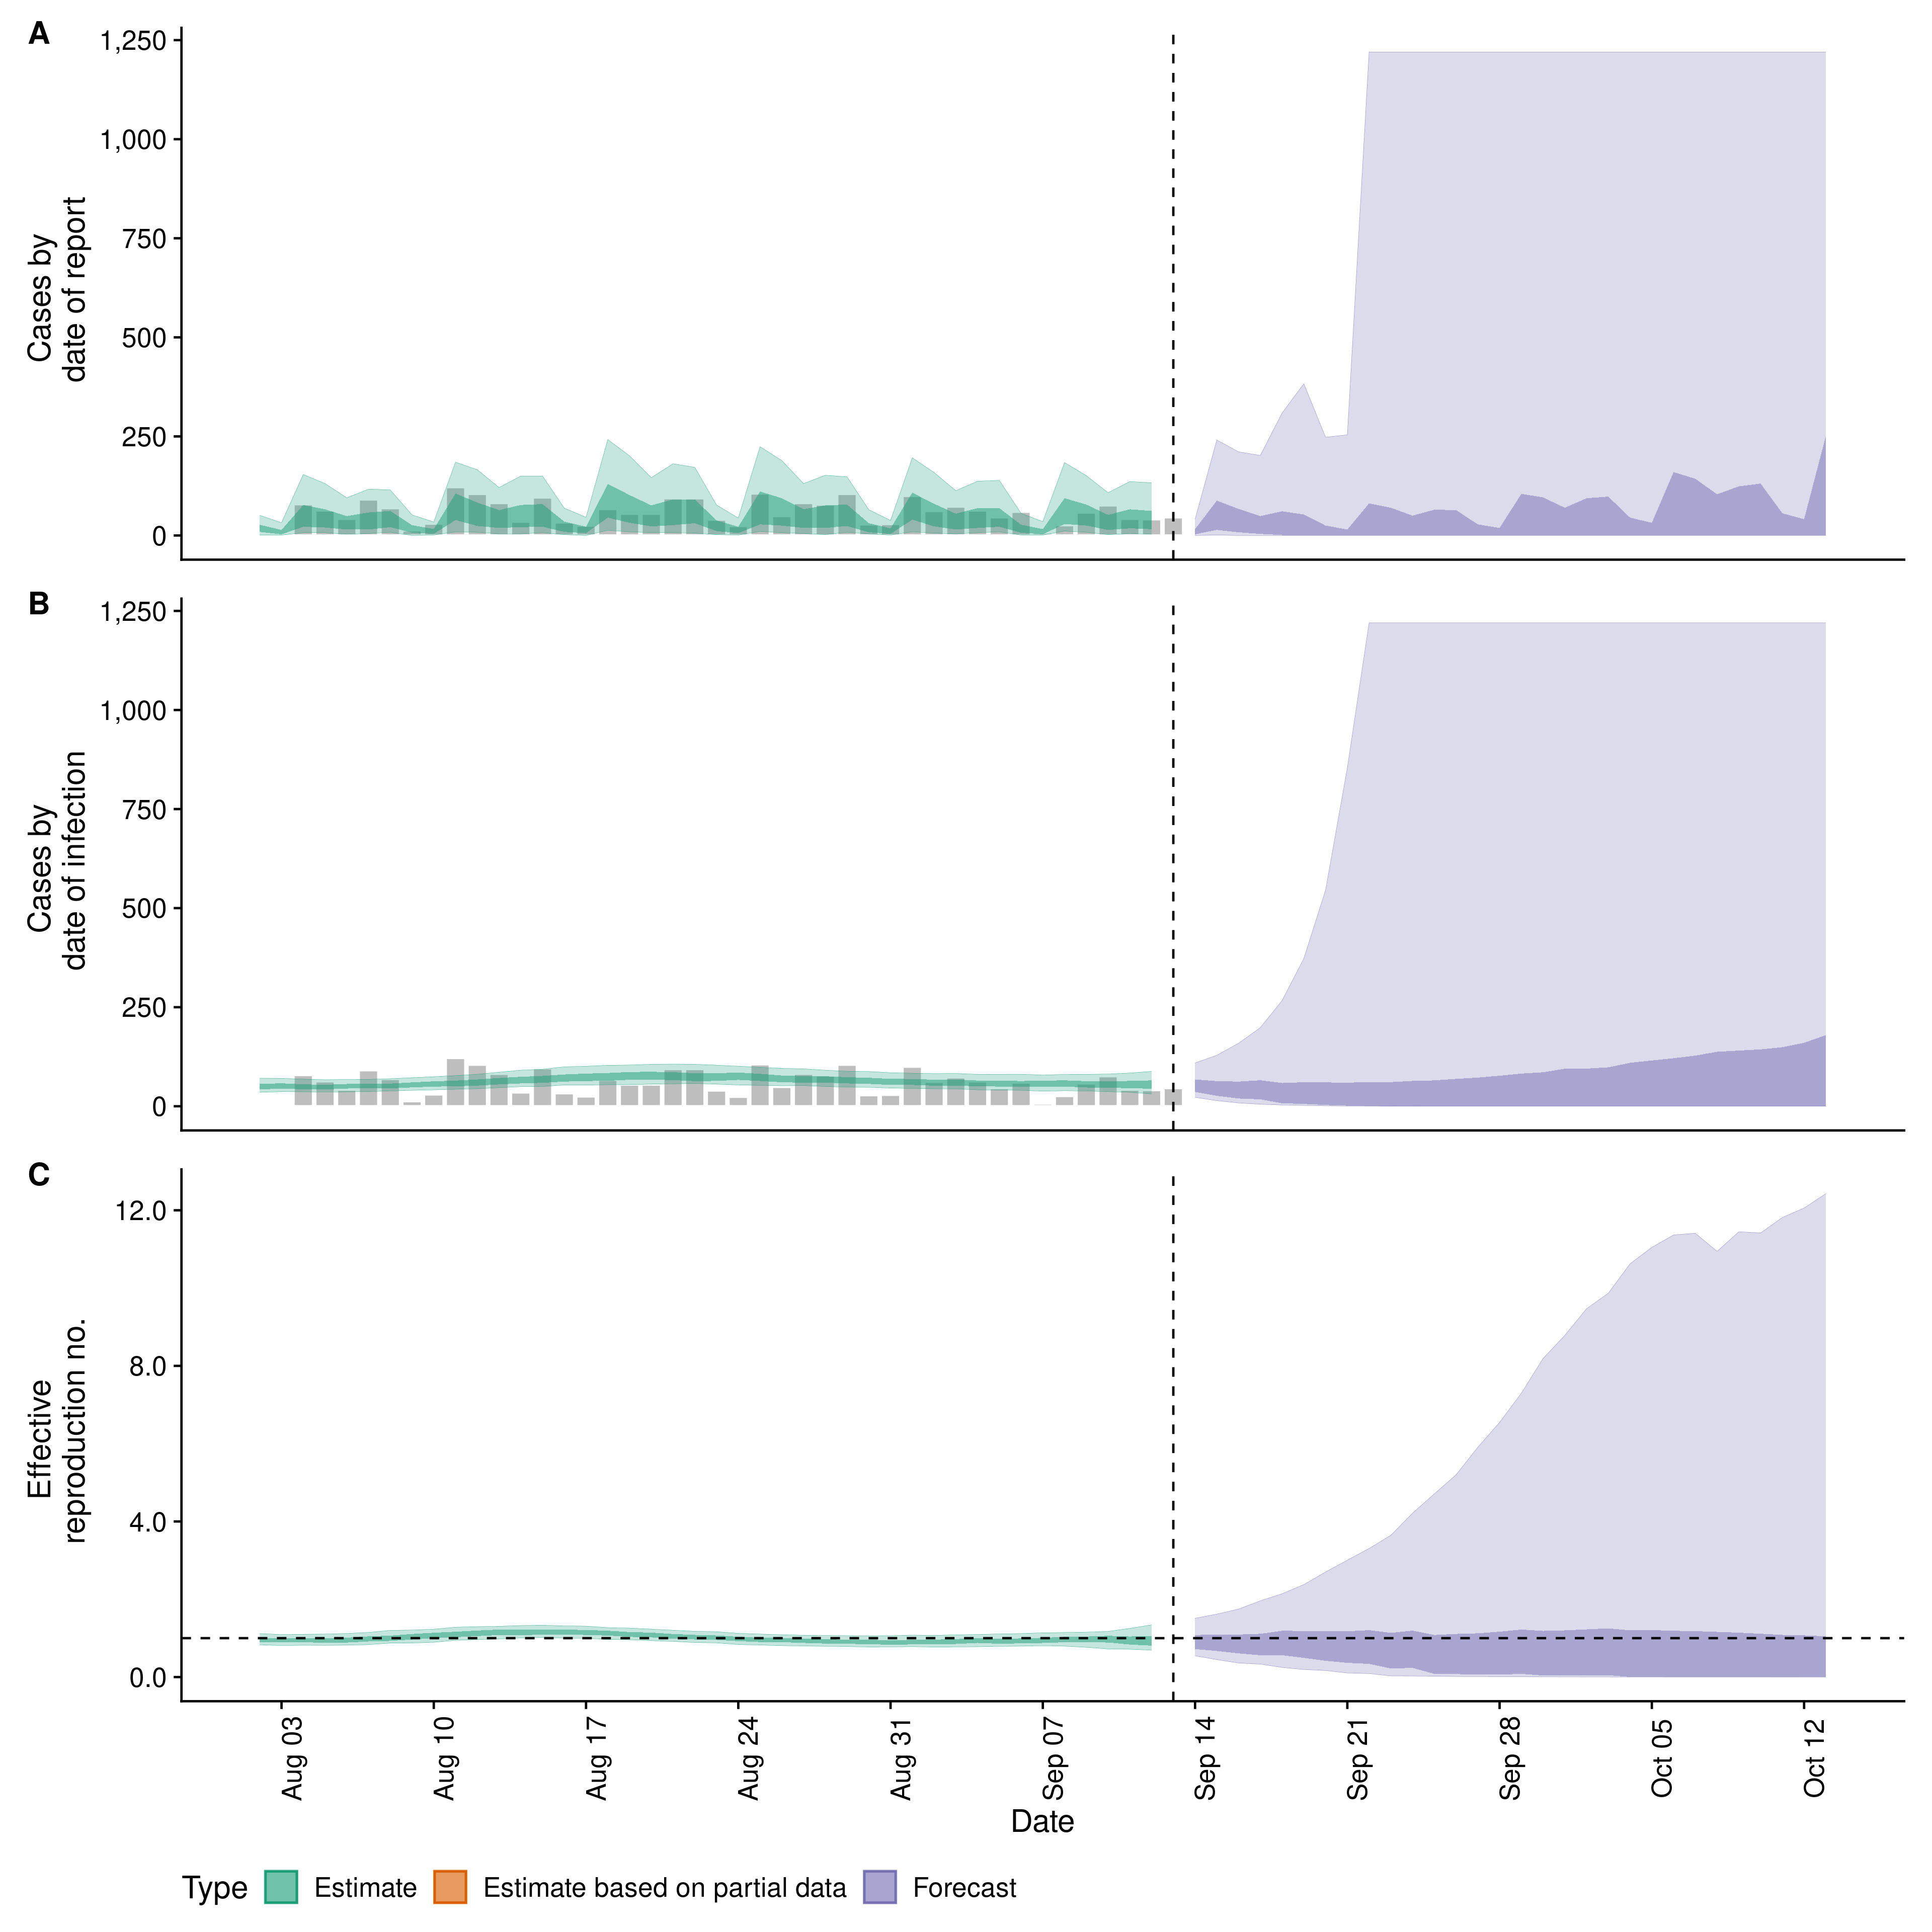 A
1,250
1,000
750
500
250
0
Cases by
date of report
B
1,250
1,000
750
500
250
0
Cases by
date of infection
C
12.0
8.0
4.0
0.0
Effective
reproduction no.
Aug 03
Aug 10
Aug 17
Aug 24
Aug 31
Sep 07
Sep 14
Sep 21
Sep 28
Oct 05
Oct 12
Date
Type Estimate Estimate based on partial data Forecast